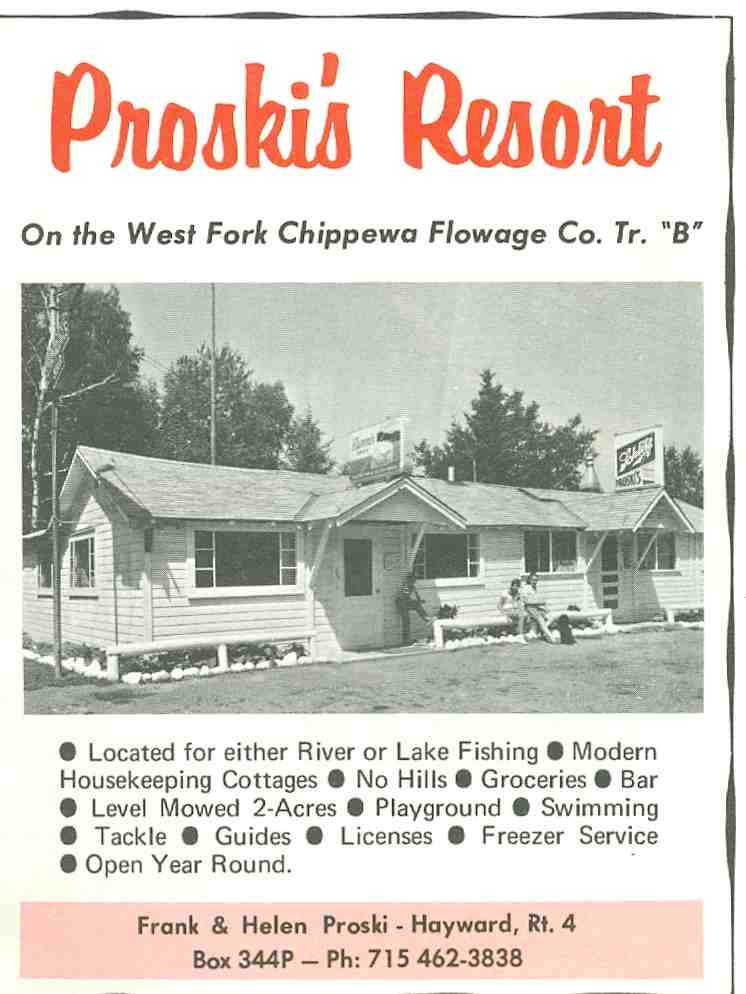 Proski's Resort
On the West Fork Chippewa Flowage Co. Tr. "B"
Schlitz
PROSKI'S
● Located for either River or Lake Fishing ● Modern
Housekeeping Cottages ● No Hills ● Groceries ● Bar
● Level Mowed 2-Acres ● Playground ● Swimming
● Tackle ● Guides ● Licenses ● Freezer Service
● Open Year Round.
Frank & Helen Proski - Hayward, Rt. 4
Box 344P — Ph: 715 462-3838